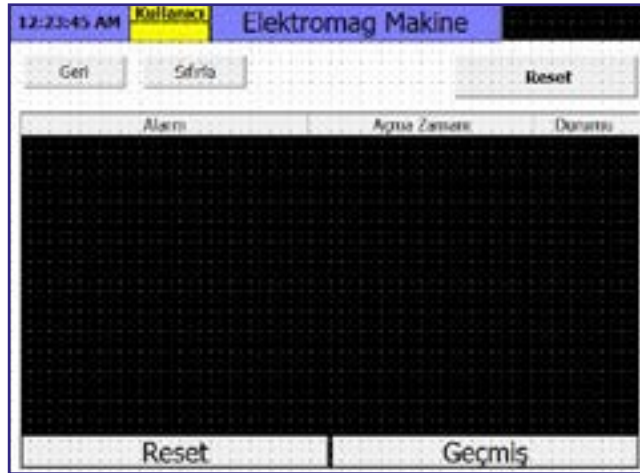 12:23:45 AM Kullanıcı Elektromag Makine
Geri Sıfırla Reset
Alarm Açma Zamanı Durumu
Reset Geçmiş